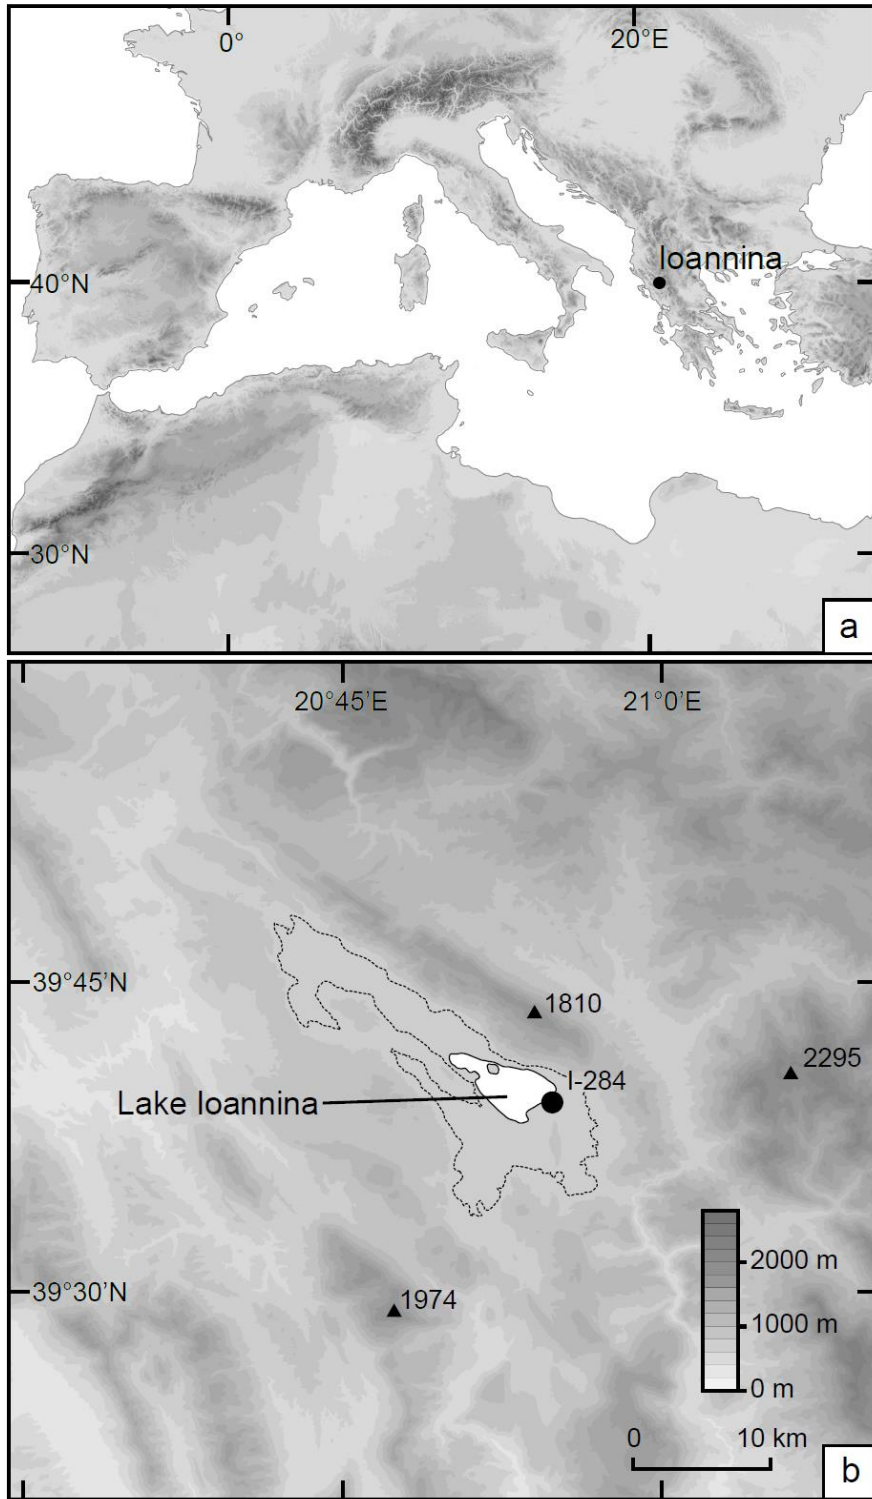 0°
20°E
Ioannina
40°N
30°N
a
20°45'E
21°0'E
39°45'N
1810
2295
I-284
Lake Ioannina
2000 m
39°30'N
1974
1000 m
0 m
0
10 km
b